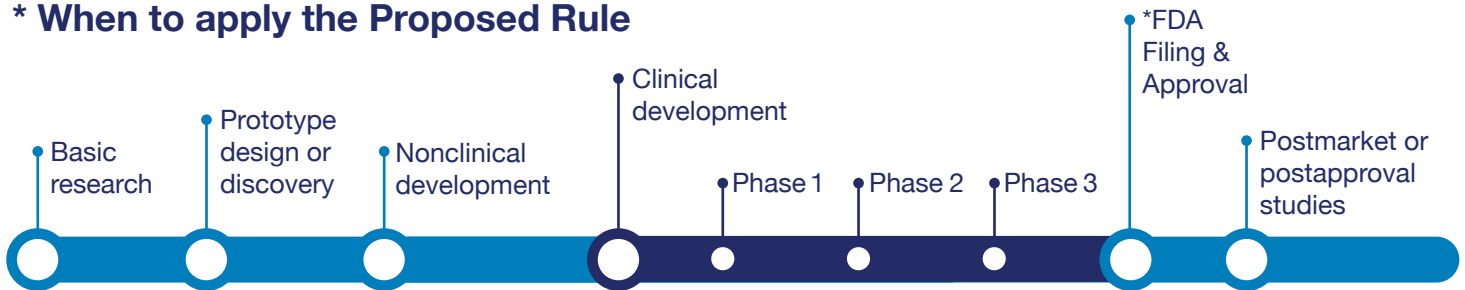 * When to apply the Proposed Rule
Basic
research
Prototype
design or
discovery
Nonclinical
development
Clinical
development
Phase 1
Phase 2
Phase 3
*FDA
Filing &
Approval
Postmarket or
postapproval
studies